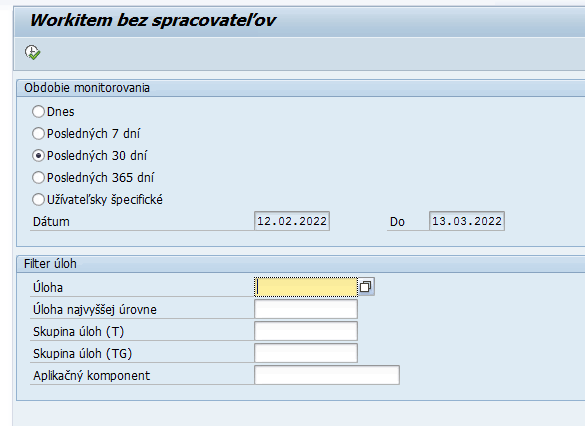 Workitem bez spracovateľov
Obdobie monitorovania
Dnes
Posledných 7 dní
Posledných 30 dní
Posledných 365 dní
Užívateľsky špecifické
Dátum 12.02.2022 Do 13.03.2022
Filter úloh
Úloha
Úloha najvyššej úrovne
Skupina úloh (T)
Skupina úloh (TG)
Aplikačný komponent